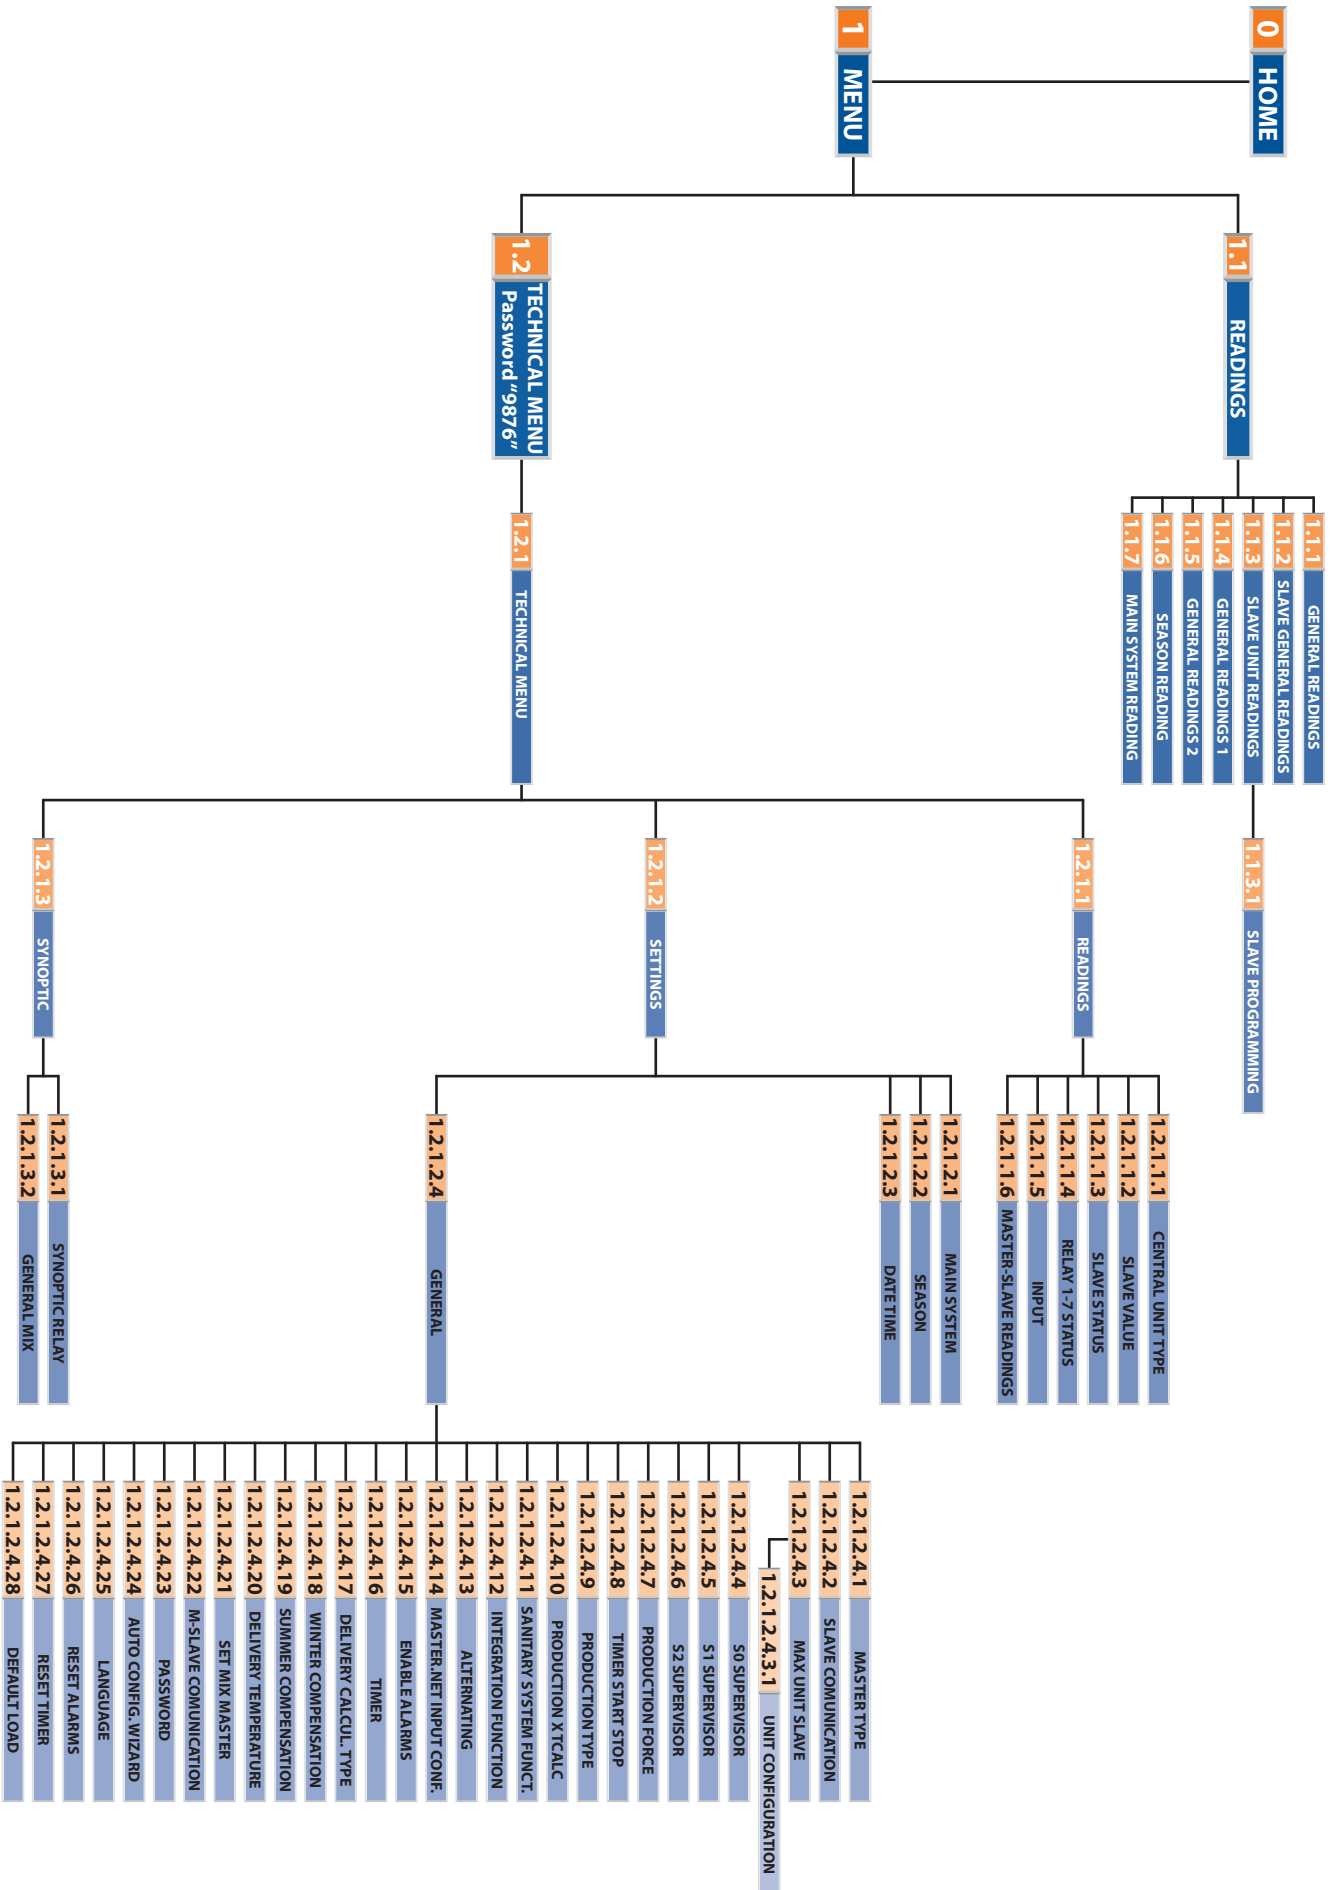 0 HOME
1 MENU
1.1 READINGS
1.1.1 GENERAL READINGS
1.1.2 SLAVE GENERAL READINGS
1.1.3 SLAVE UNIT READINGS
1.1.3.1 SLAVE PROGRAMMING
1.1.4 GENERAL READINGS 1
1.1.5 GENERAL READINGS 2
1.1.6 SEASON READING
1.1.7 MAIN SYSTEM READING
1.2 TECHNICAL MENU
Password "9876"
1.2.1 TECHNICAL MENU
1.2.1.1 READINGS
1.2.1.1.1 CENTRAL UNIT TYPE
1.2.1.1.2 SLAVE VALUE
1.2.1.1.3 SLAVE STATUS
1.2.1.1.4 RELAY 1-7 STATUS
1.2.1.1.5 INPUT
1.2.1.1.6 MASTER-SLAVE READINGS
1.2.1.2 SETTINGS
1.2.1.2.1 MAIN SYSTEM
1.2.1.2.2 SEASON
1.2.1.2.3 DATE TIME
1.2.1.2.4 GENERAL
1.2.1.2.4.1 MASTER TYPE
1.2.1.2.4.2 SLAVE COMUNICATION
1.2.1.2.4.3 MAX UNIT SLAVE
1.2.1.2.4.3.1 UNIT CONFIGURATION
1.2.1.2.4.4 S0 SUPERVISOR
1.2.1.2.4.5 S1 SUPERVISOR
1.2.1.2.4.6 S2 SUPERVISOR
1.2.1.2.4.7 PRODUCTION FORCE
1.2.1.2.4.8 TIMER START STOP
1.2.1.2.4.9 PRODUCTION TYPE
1.2.1.2.4.10 PRODUCTION X TCALC
1.2.1.2.4.11 SANITARY SYSTEM FUNCT.
1.2.1.2.4.12 INTEGRATION FUNCTION
1.2.1.2.4.13 ALTERNATING
1.2.1.2.4.14 MASTER.NET INPUT CONF.
1.2.1.2.4.15 ENABLE ALARMS
1.2.1.2.4.16 TIMER
1.2.1.2.4.17 DELIVERY CALCUL. TYPE
1.2.1.2.4.18 WINTER COMPENSATION
1.2.1.2.4.19 SUMMER COMPENSATION
1.2.1.2.4.20 DELIVERY TEMPERATURE
1.2.1.2.4.21 SET MIX MASTER
1.2.1.2.4.22 M-SLAVE COMUNICATION
1.2.1.2.4.23 PASSWORD
1.2.1.2.4.24 AUTO CONFIG. WIZARD
1.2.1.2.4.25 LANGUAGE
1.2.1.2.4.26 RESET ALARMS
1.2.1.2.4.27 RESET TIMER
1.2.1.2.4.28 DEFAULT LOAD
1.2.1.3 SYNOPTIC
1.2.1.3.1 SYNOPTIC RELAY
1.2.1.3.2 GENERAL MIX